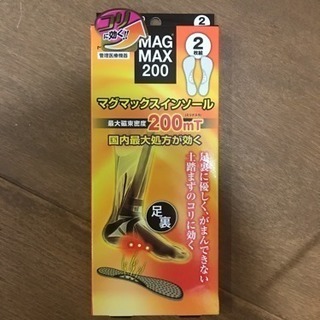 コリ
に効く!!
管理医療機器
MAG
MAX
200
2
2
枚組
マグマックスインソール
最大磁束密度
200mT
国内最大処方が効く
足裏に優しく、がまんできない
土踏まずのコリに効く
足裏